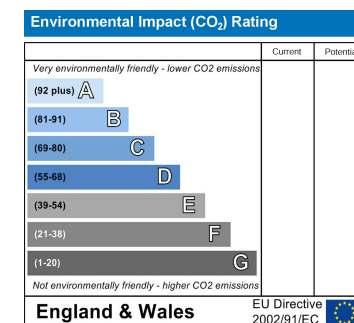 Environmental Impact (CO₂) Rating
Current
Very environmentally friendly - lower CO2 emissions
(92 plus) A
(81-91) B
(69-80) C
(55-68) D
(39-54) E
(21-38) F
(1-20) G
Not environmentally friendly - higher CO2 emissions
England & Wales
EU Directive
2002/91/EC